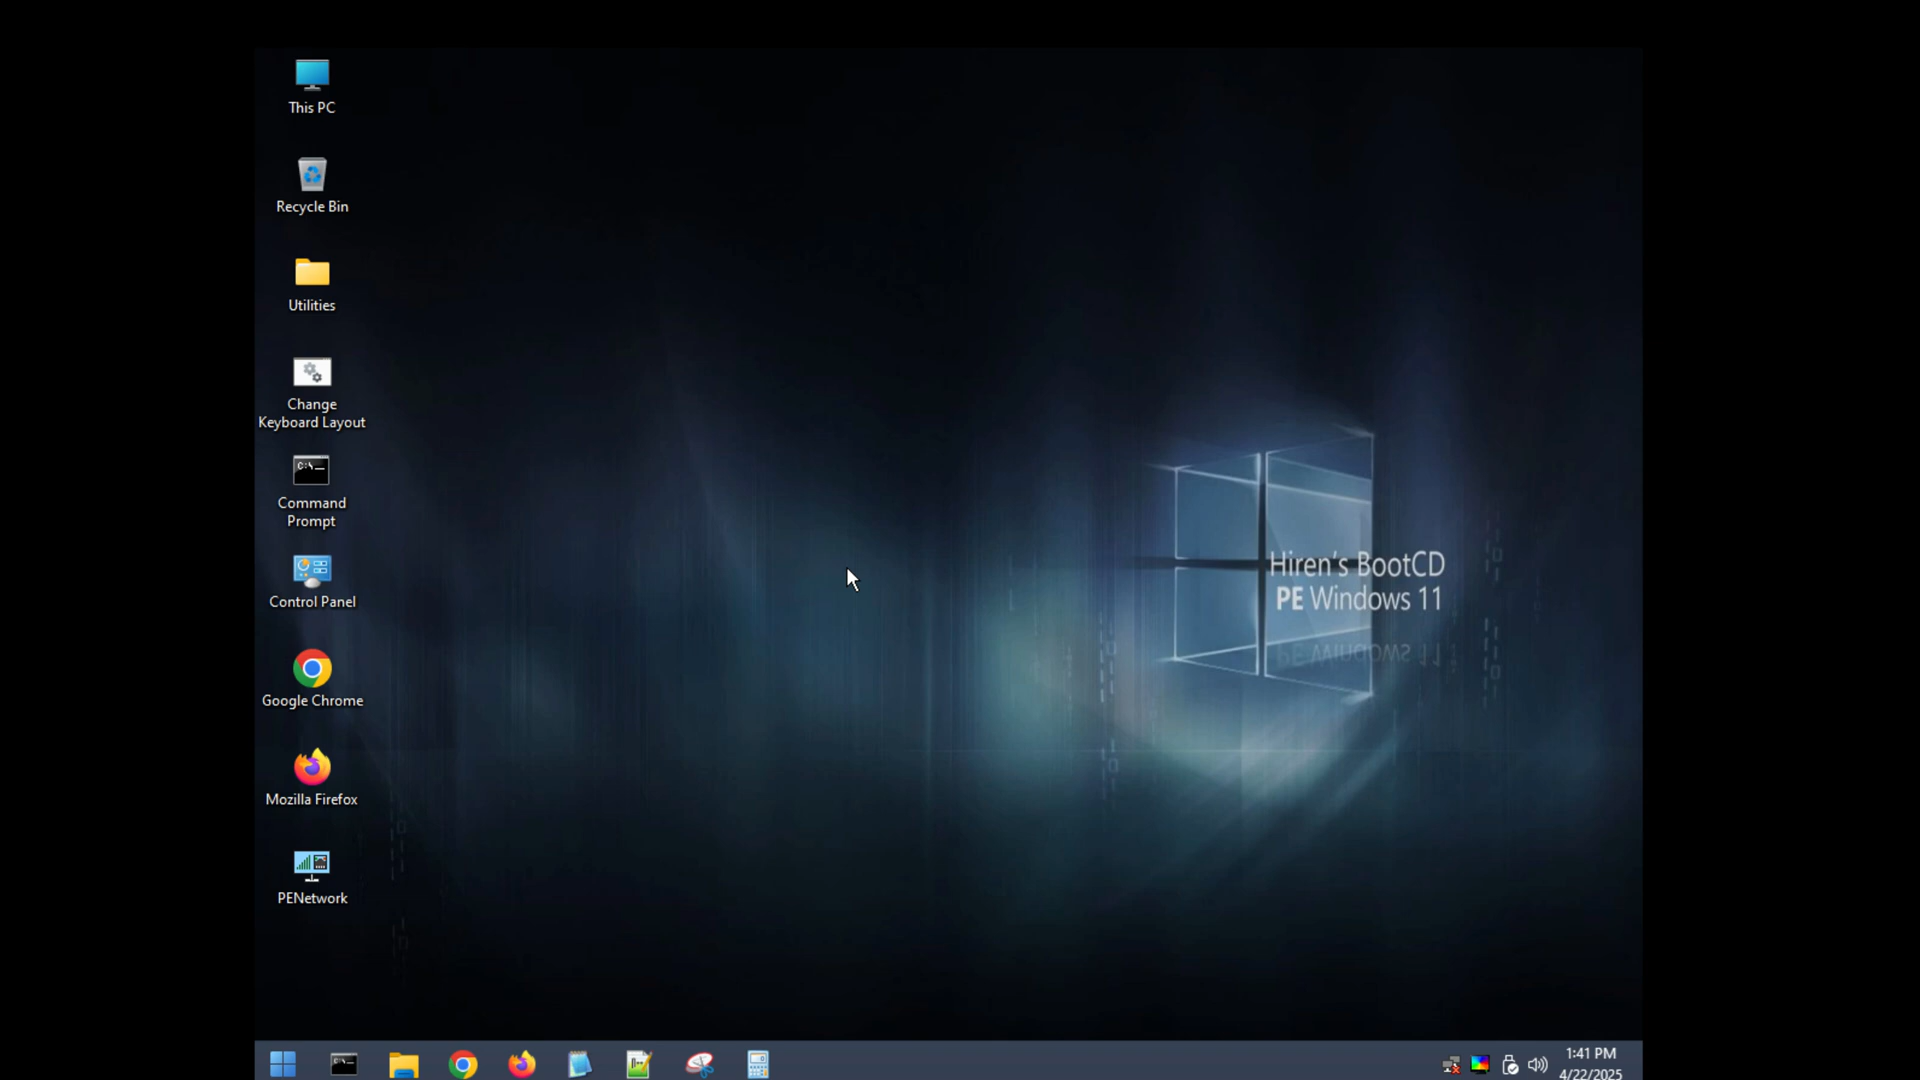 This PC
Recycle Bin
Utilities
Change
Keyboard Layout
C:\_
Command
Prompt
Control Panel
Google Chrome
Mozilla Firefox
PENetwork
Hiren's BootCD
PE Windows 11
1:41 PM
4/22/2025